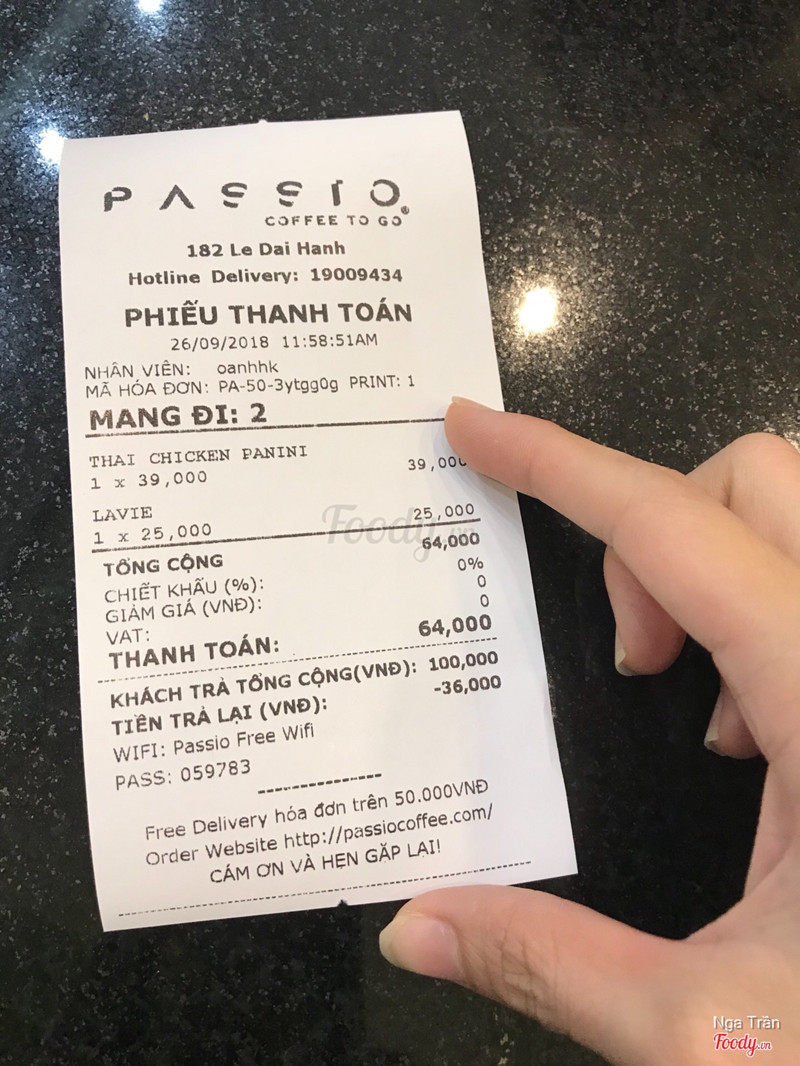 PASSIO
COFFEE TO GO
182 Le Dai Hanh
Hotline Delivery: 19009434
PHIẾU THANH TOÁN
26/09/2018 11:58:51AM
NHÂN VIÊN: oanhhk
MÃ HÓA ĐƠN: PA-50-3ytgg0g PRINT: 1
MANG ĐI: 2
THAI CHICKEN PANINI
1 x 39,000 39,000
LAVIE
1 x 25,000 25,000
TỔNG CỘNG 64,000
CHIẾT KHẤU (%): 0%
GIẢM GIÁ (VNĐ): 0
VAT: 0
THANH TOÁN: 64,000
KHÁCH TRẢ TỔNG CỘNG(VNĐ): 100,000
TIỀN TRẢ LẠI (VNĐ): -36,000
WIFI: Passio Free Wifi
PASS: 059783
Free Delivery hóa đơn trên 50.000VNĐ
Order Website http://passiocoffee.com/
CÁM ƠN VÀ HẸN GẶP LẠI!
Foody.vn
Nga Trần
Foody.vn